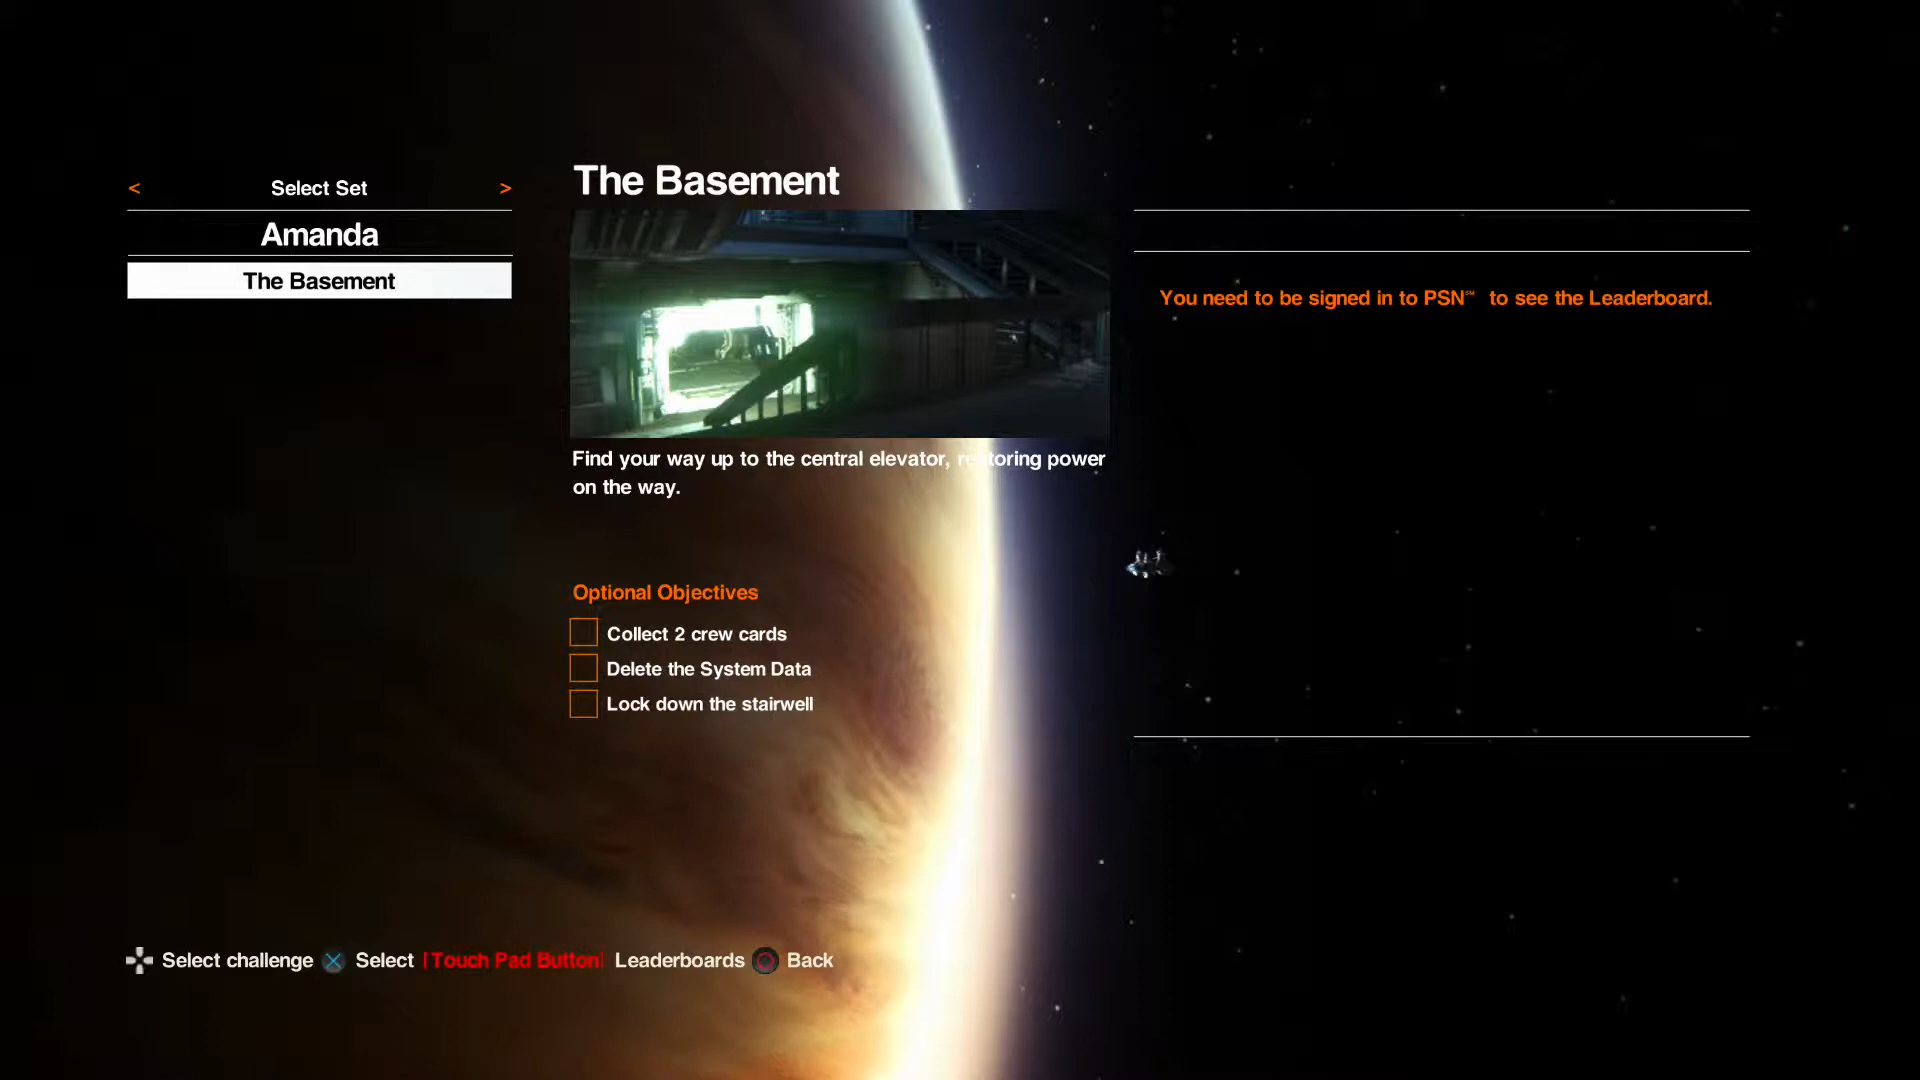 < Select Set >
Amanda
The Basement
The Basement
Find your way up to the central elevator, restoring power
on the way.
Optional Objectives
Collect 2 crew cards
Delete the System Data
Lock down the stairwell
You need to be signed in to PSN℠ to see the Leaderboard.
Select challenge Select [Touch Pad Button] Leaderboards Back